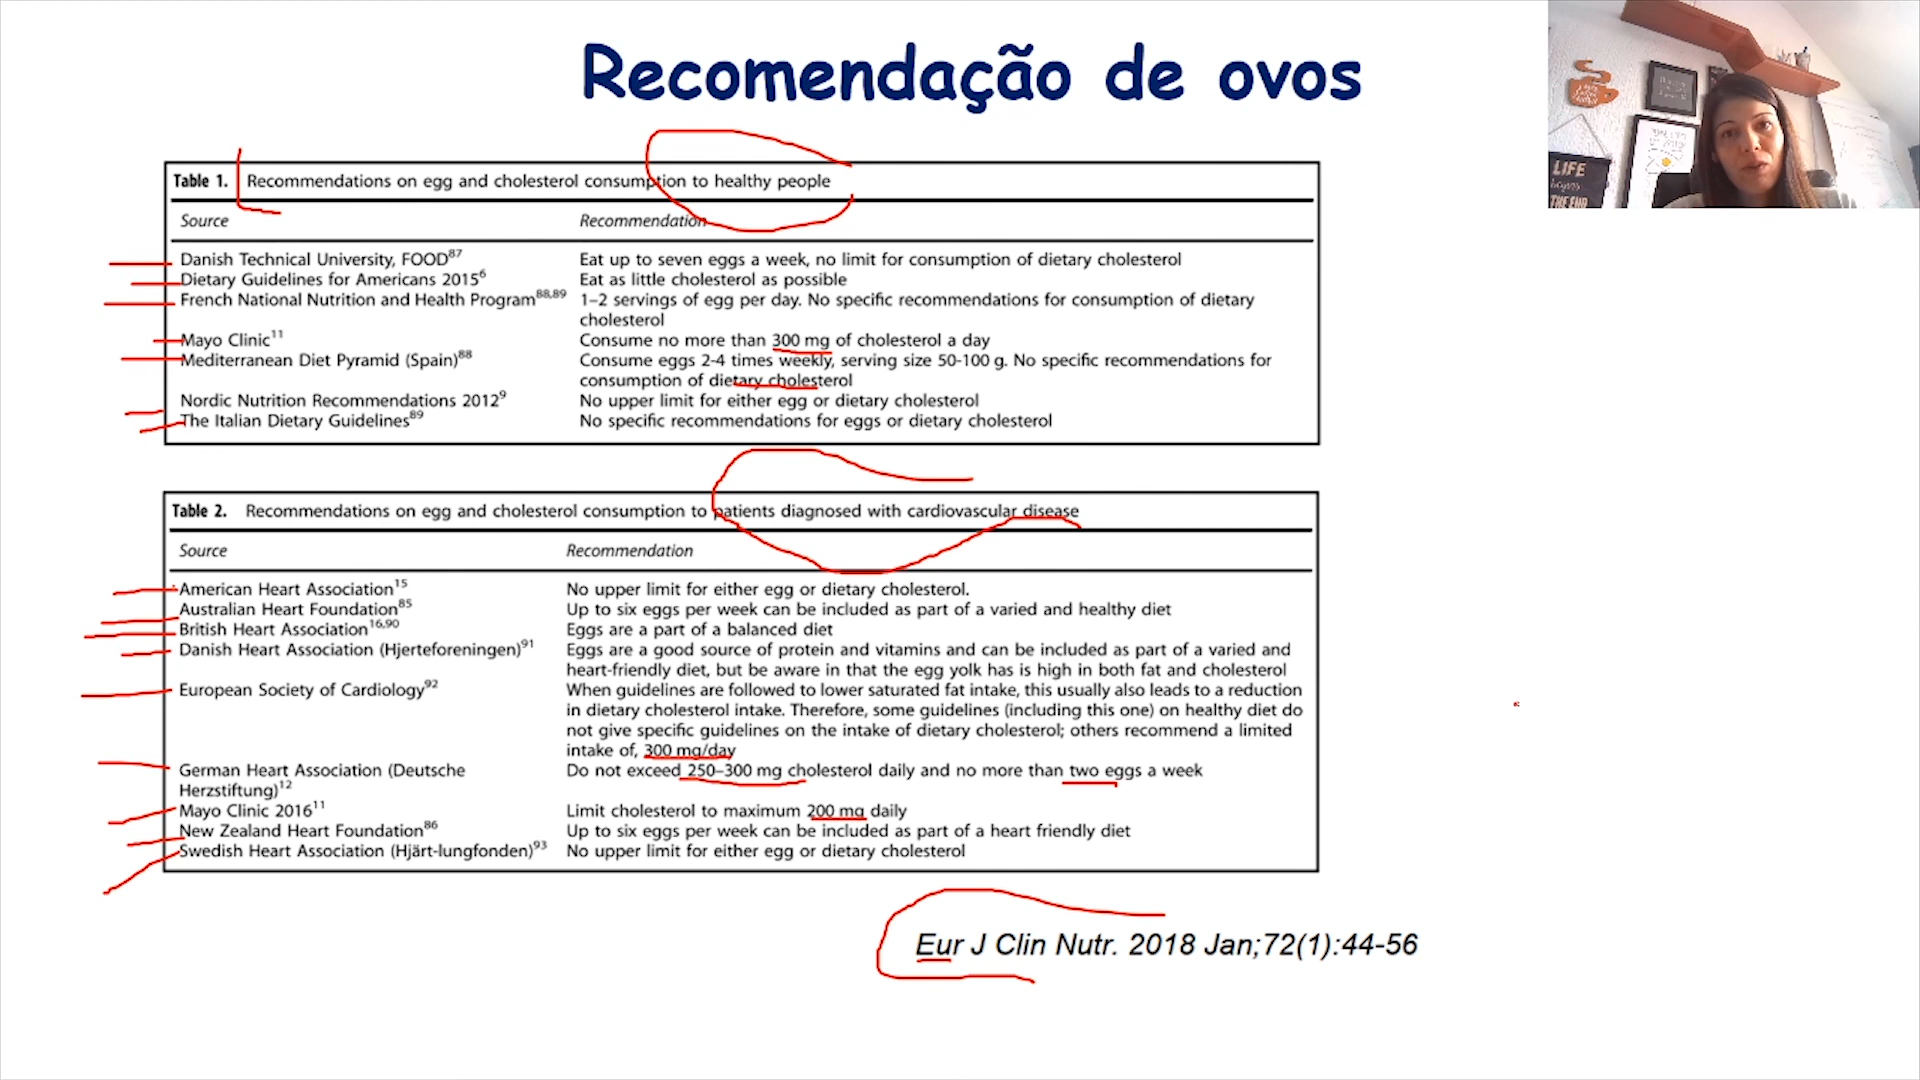 Recomendação de ovos
LIFE
THE END
Table 1. Recommendations on egg and cholesterol consumption to healthy people
Source Recommendation
Danish Technical University, FOOD87 Eat up to seven eggs a week, no limit for consumption of dietary cholesterol
Dietary Guidelines for Americans 20156 Eat as little cholesterol as possible
French National Nutrition and Health Program88,89 1–2 servings of egg per day. No specific recommendations for consumption of dietary
cholesterol
Mayo Clinic11 Consume no more than 300 mg of cholesterol a day
Mediterranean Diet Pyramid (Spain)88 Consume eggs 2-4 times weekly, serving size 50-100 g. No specific recommendations for
consumption of dietary cholesterol
Nordic Nutrition Recommendations 20129 No upper limit for either egg or dietary cholesterol
The Italian Dietary Guidelines89 No specific recommendations for eggs or dietary cholesterol
Table 2. Recommendations on egg and cholesterol consumption to patients diagnosed with cardiovascular disease
Source Recommendation
American Heart Association15 No upper limit for either egg or dietary cholesterol.
Australian Heart Foundation85 Up to six eggs per week can be included as part of a varied and healthy diet
British Heart Association16,90 Eggs are a part of a balanced diet
Danish Heart Association (Hjerteforeningen)91 Eggs are a good source of protein and vitamins and can be included as part of a varied and
heart-friendly diet, but be aware in that the egg yolk has is high in both fat and cholesterol
European Society of Cardiology92 When guidelines are followed to lower saturated fat intake, this usually also leads to a reduction
in dietary cholesterol intake. Therefore, some guidelines (including this one) on healthy diet do
not give specific guidelines on the intake of dietary cholesterol; others recommend a limited
intake of, 300 mg/day
German Heart Association (Deutsche Do not exceed 250–300 mg cholesterol daily and no more than two eggs a week
Herzstiftung)12
Mayo Clinic 201611 Limit cholesterol to maximum 200 mg daily
New Zealand Heart Foundation86 Up to six eggs per week can be included as part of a heart friendly diet
Swedish Heart Association (Hjärt-lungfonden)93 No upper limit for either egg or dietary cholesterol
Eur J Clin Nutr. 2018 Jan;72(1):44-56